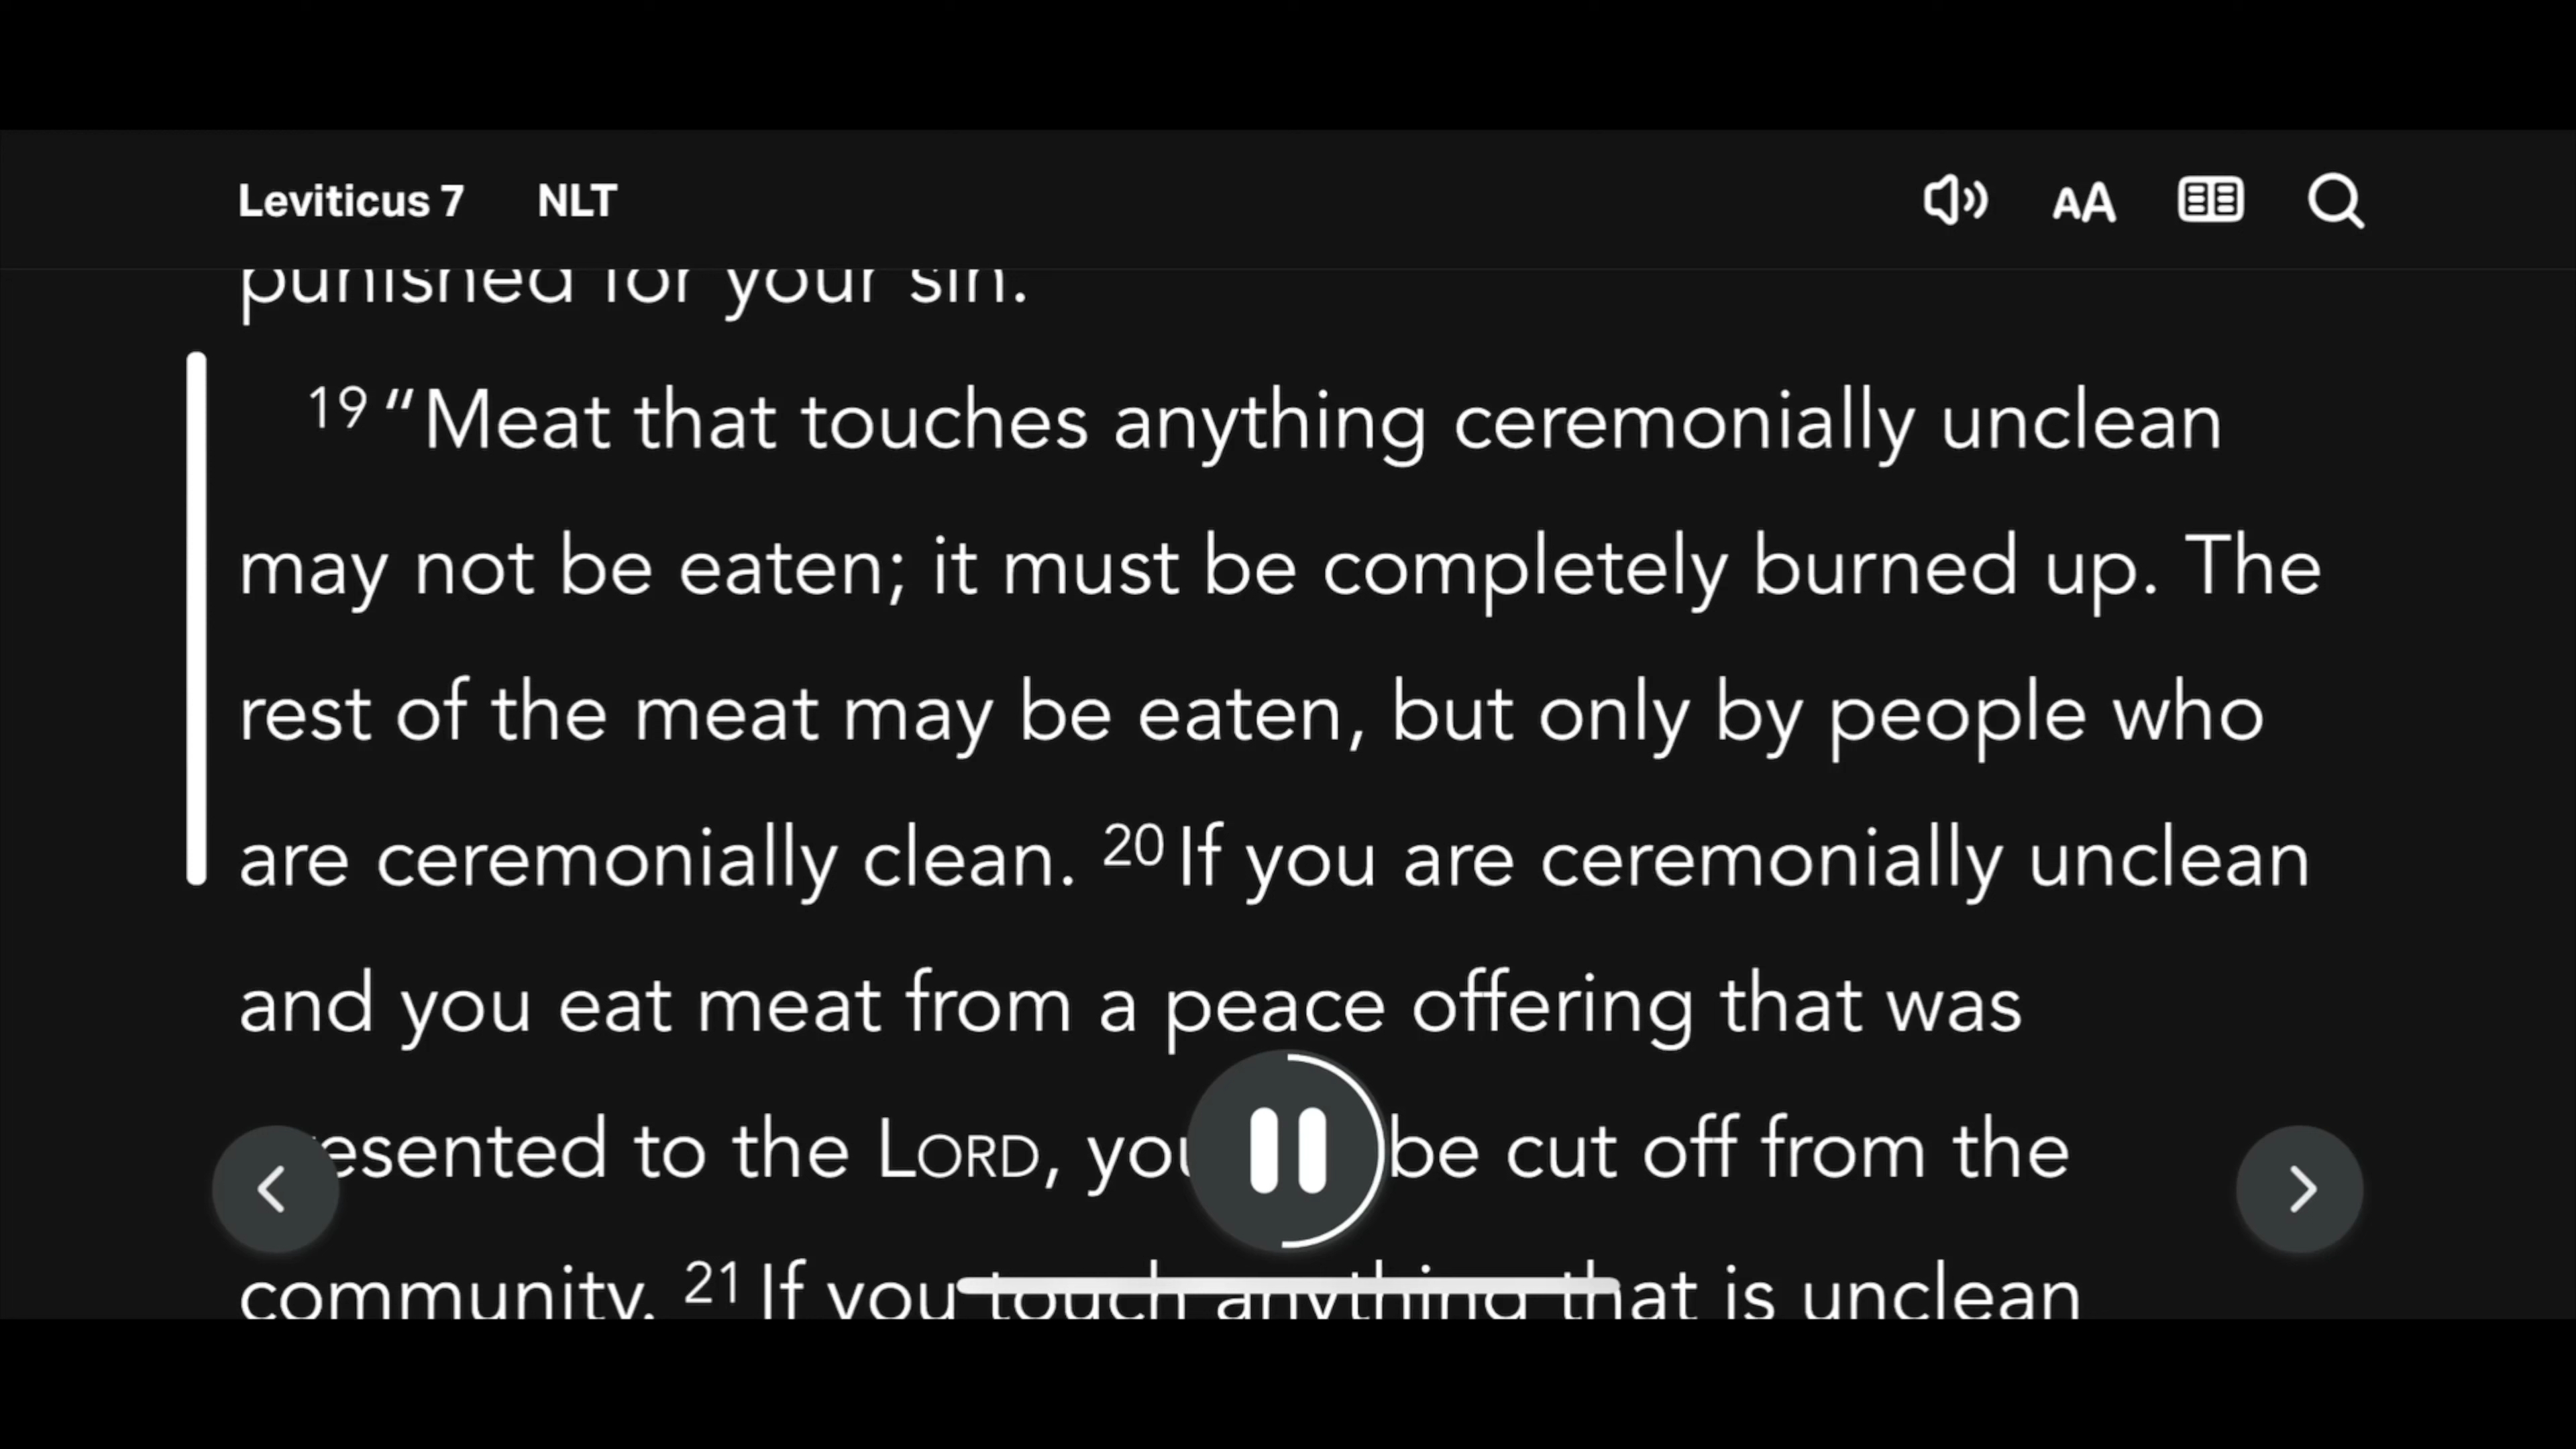 Leviticus 7 NLT AA
punished for your sin.
19 “Meat that touches anything ceremonially unclean
may not be eaten; it must be completely burned up. The
rest of the meat may be eaten, but only by people who
are ceremonially clean. 20 If you are ceremonially unclean
and you eat meat from a peace offering that was
esented to the LORD, you be cut off from the
community. 21 If you touch anything that is unclean